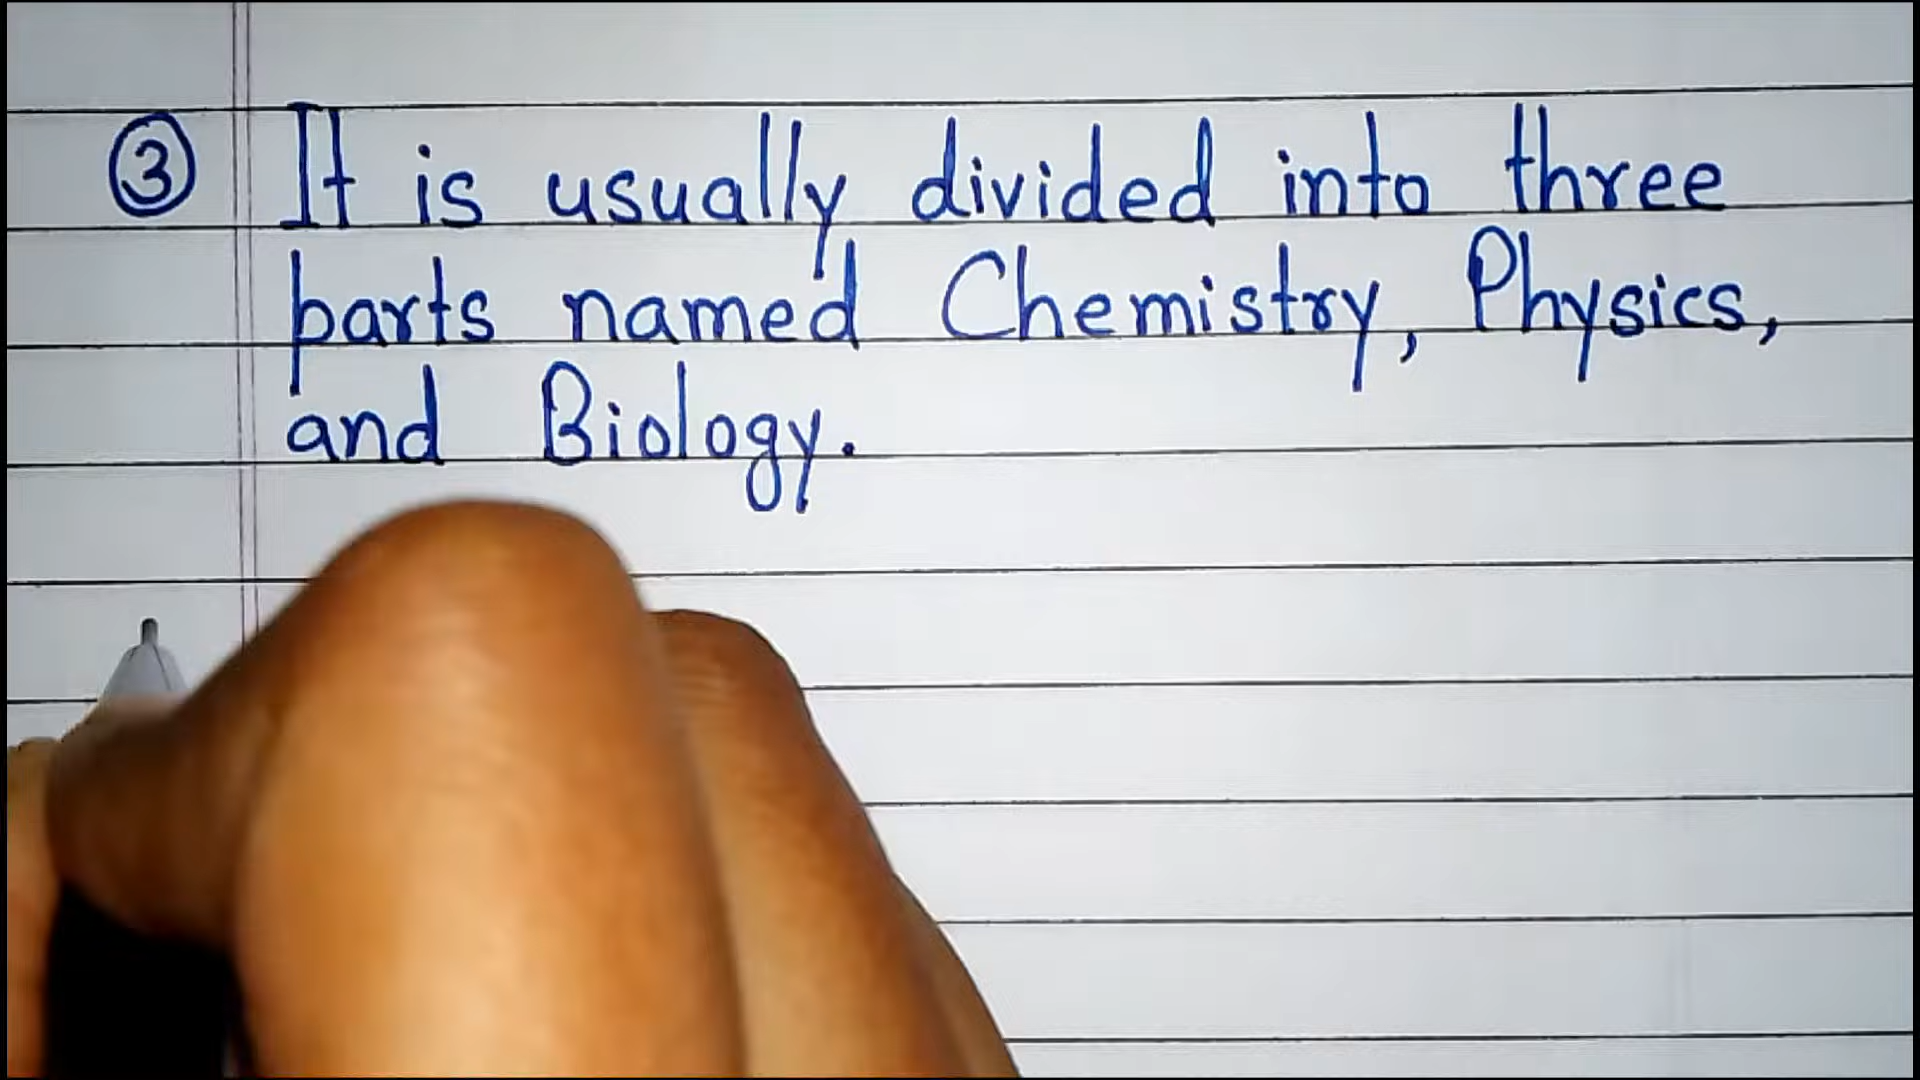 ③ It is usually divided into three
parts named Chemistry, Physics,
and Biology.